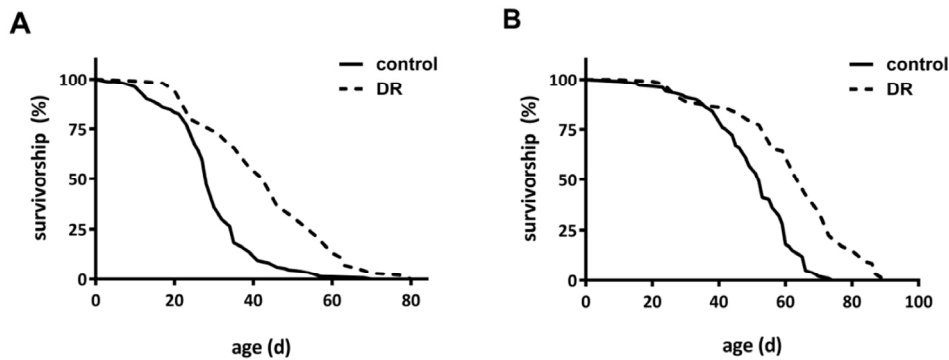 A
control
DR
100
75
50
25
0
survivorship (%)
0 20 40 60 80
age (d)
B
control
DR
100
75
50
25
0
survivorship (%)
0 20 40 60 80 100
age (d)